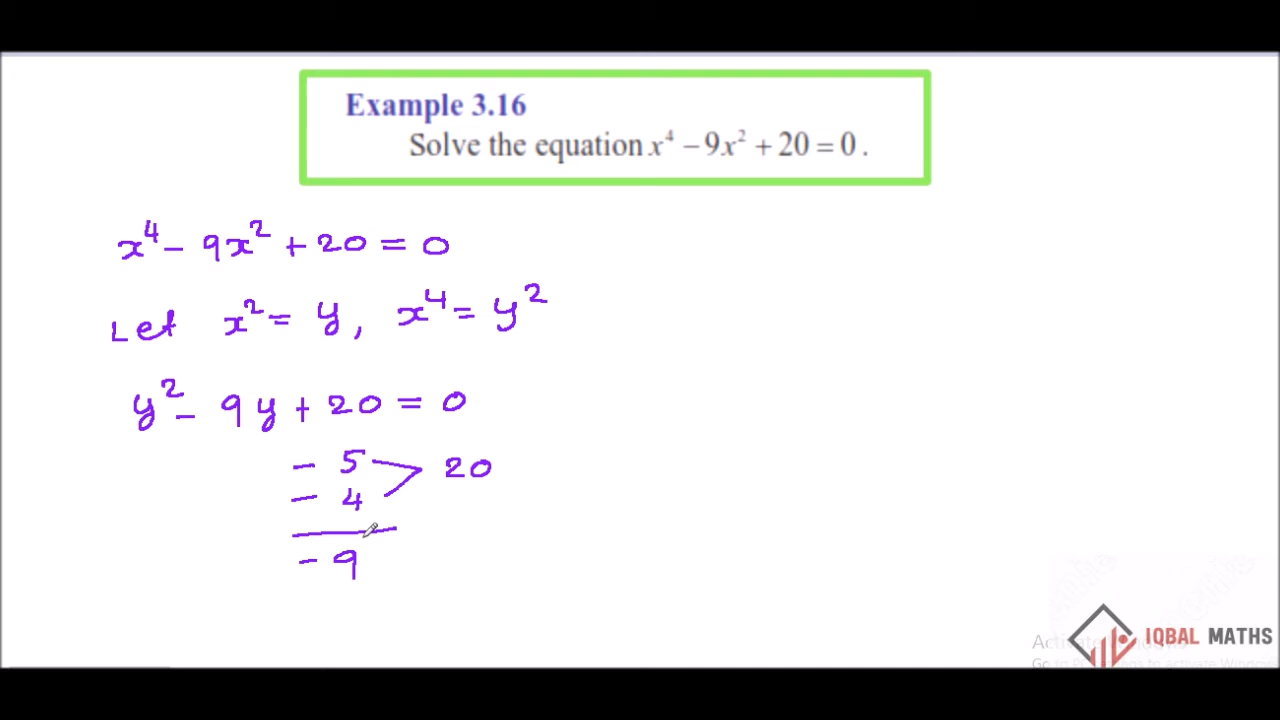 Example 3.16
Solve the equation x⁴ − 9x² + 20 = 0.
x⁴ − 9x² + 20 = 0
Let x² = y, x⁴ = y²
y² − 9y + 20 = 0
− 5 20
− 4
− 9
IQBAL MATHS